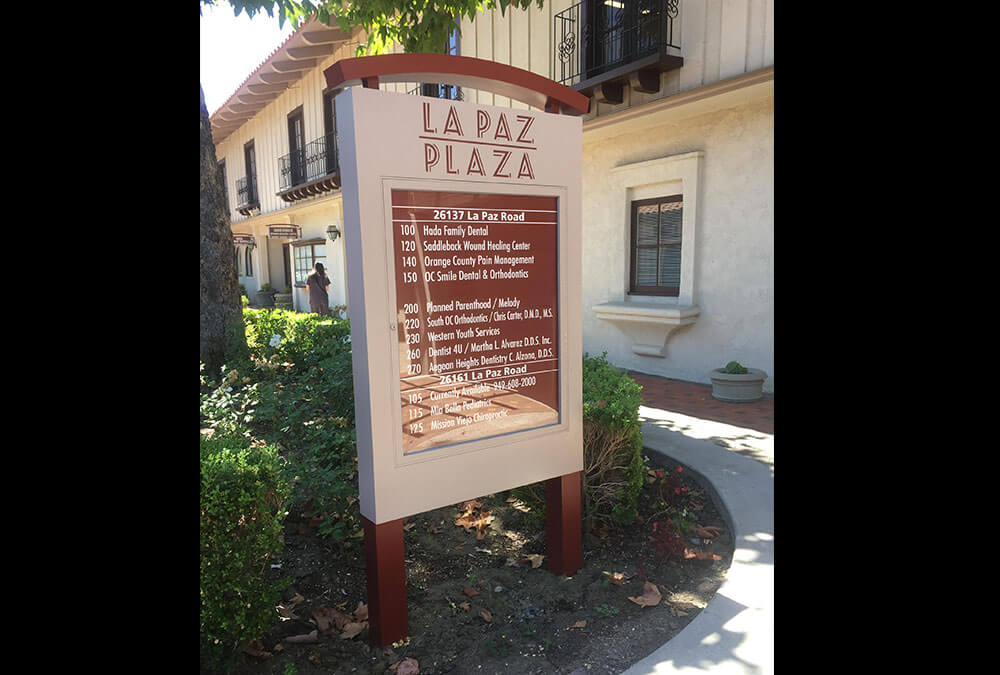 LA PAZ
PLAZA
26137 La Paz Road
100 Hada Family Dental
120 Saddleback Wound Healing Center
140 Orange County Pain Management
150 OC Smile Dental & Orthodontics
200 Planned Parenthood / Melody
220 South OC Orthodontics / Chris Carter, D.M.D., M.S.
230 Western Youth Services
260 Dentist 4U / Martha L. Alvarez D.D.S. Inc.
270 Aegean Heights Dentistry C. Alzona, D.D.S.
26161 La Paz Road
105 Currently Available 949-608-2000
115 Mia Bella Pediatrics
125 Mission Viejo Chiropractic